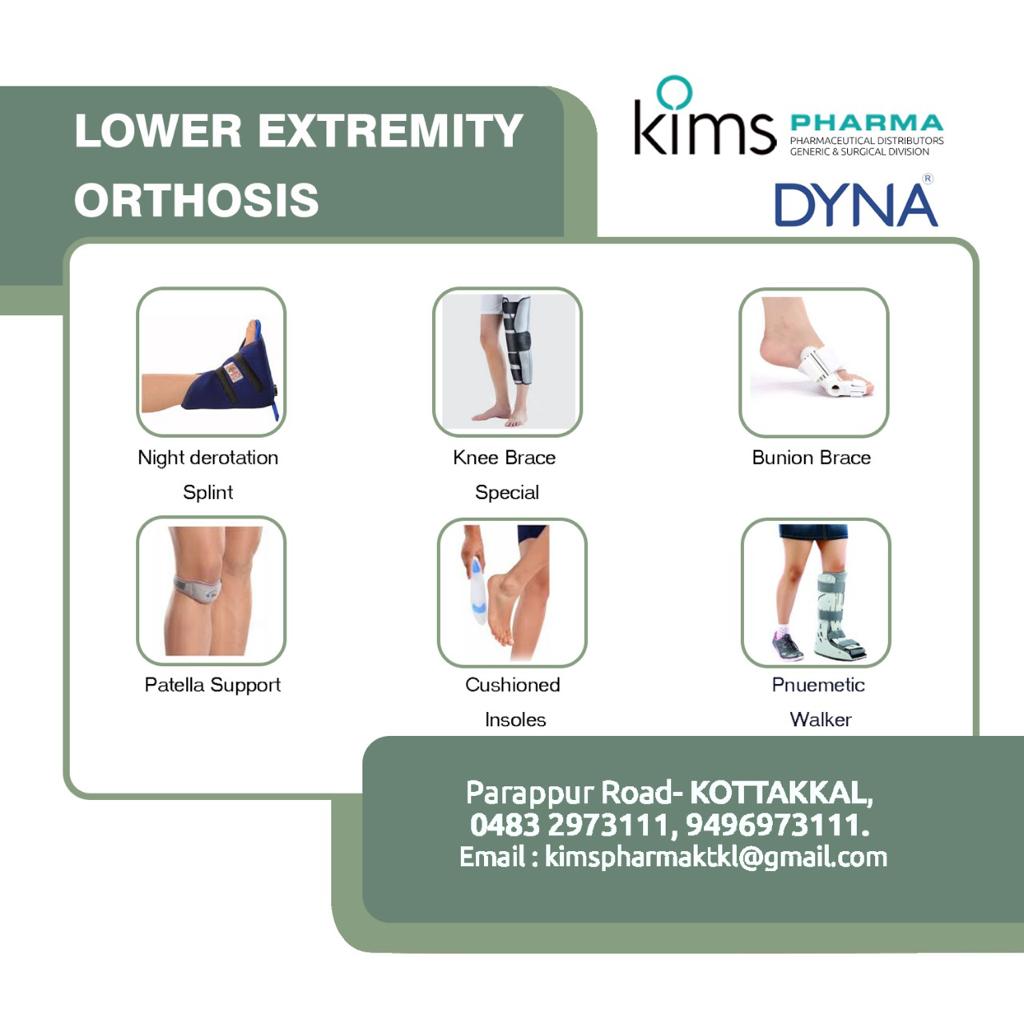 LOWER EXTREMITY
ORTHOSIS
kims PHARMA
PHARMACEUTICAL DISTRIBUTORS
GENERIC & SURGICAL DIVISION
DYNA®
Night derotation
Splint
Knee Brace
Special
Bunion Brace
Patella Support
Cushioned
Insoles
Pnuemetic
Walker
Parappur Road- KOTTAKKAL,
0483 2973111, 9496973111.
Email : kimspharmaktkl@gmail.com